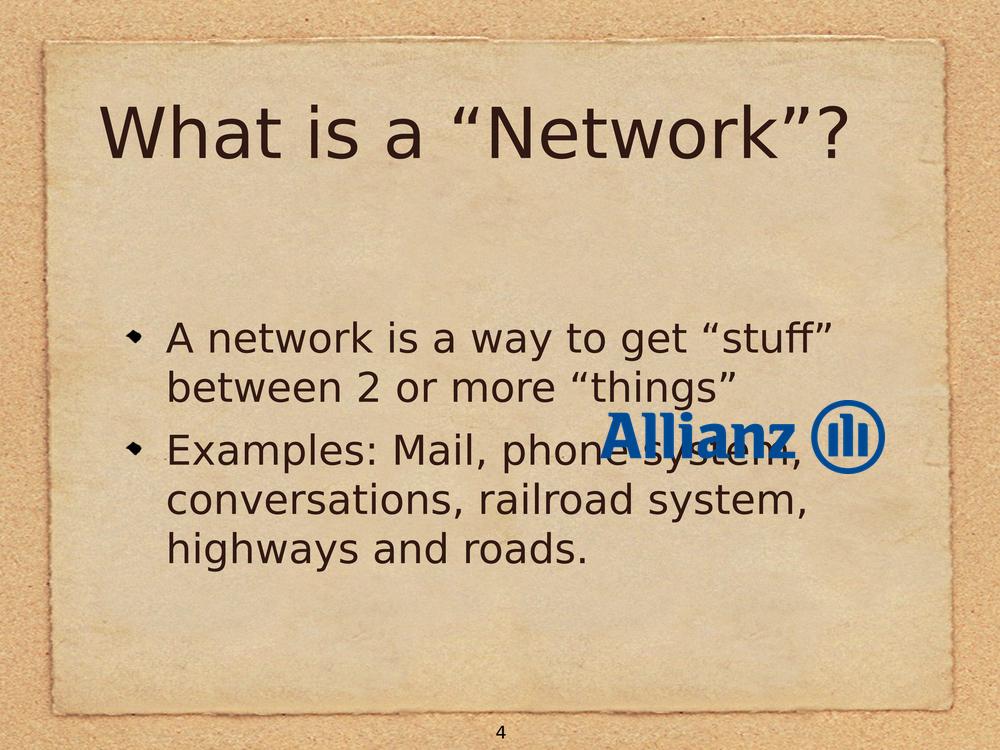 What is a “Network”?
A network is a way to get “stuff”
between 2 or more “things”
Allianz
Examples: Mail, phone system,
conversations, railroad system,
highways and roads.
4